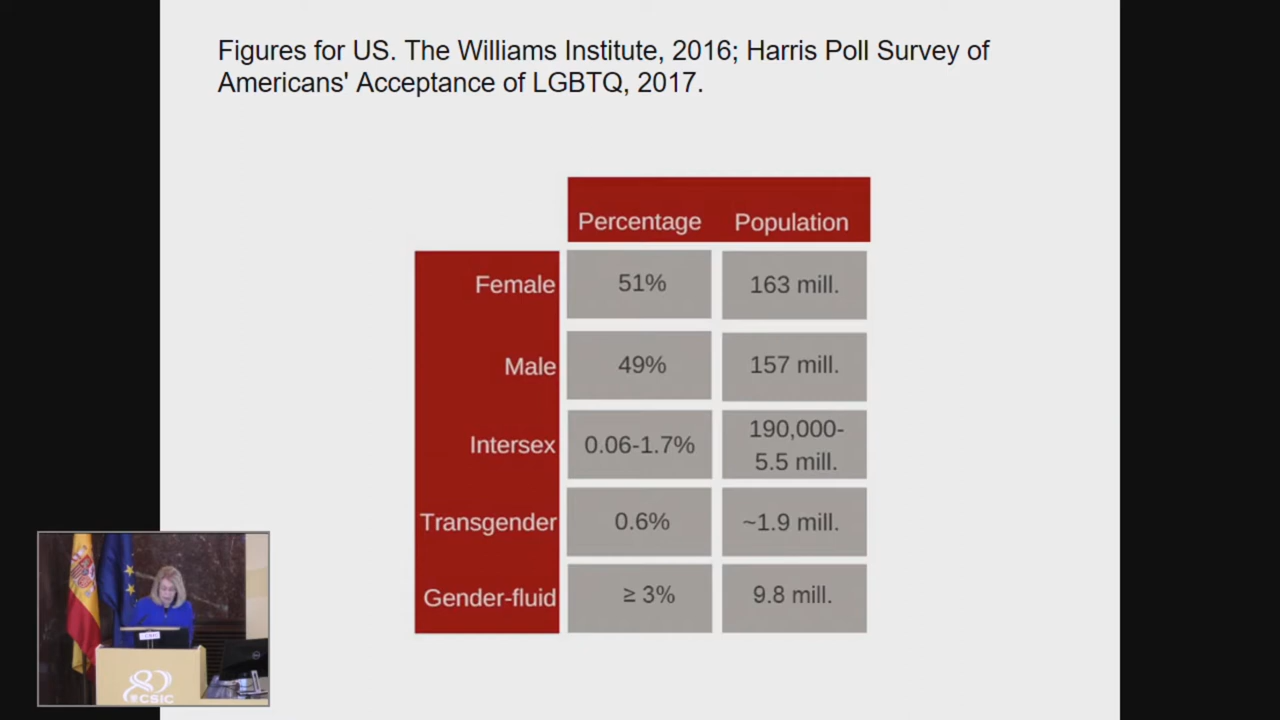 Figures for US. The Williams Institute, 2016; Harris Poll Survey of
Americans' Acceptance of LGBTQ, 2017.
Percentage Population
Female 51% 163 mill.
Male 49% 157 mill.
Intersex 0.06-1.7% 190,000-
5.5 mill.
Transgender 0.6% ~1.9 mill.
Gender-fluid ≥ 3% 9.8 mill.
80
CSIC